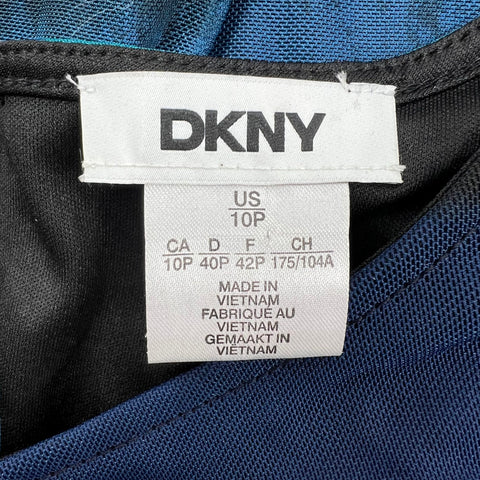 DKNY
US
10P
CA D F CH
10P 40P 42P 175/104A
MADE IN
VIETNAM
FABRIQUE AU
VIETNAM
GEMAAKT IN
VIETNAM